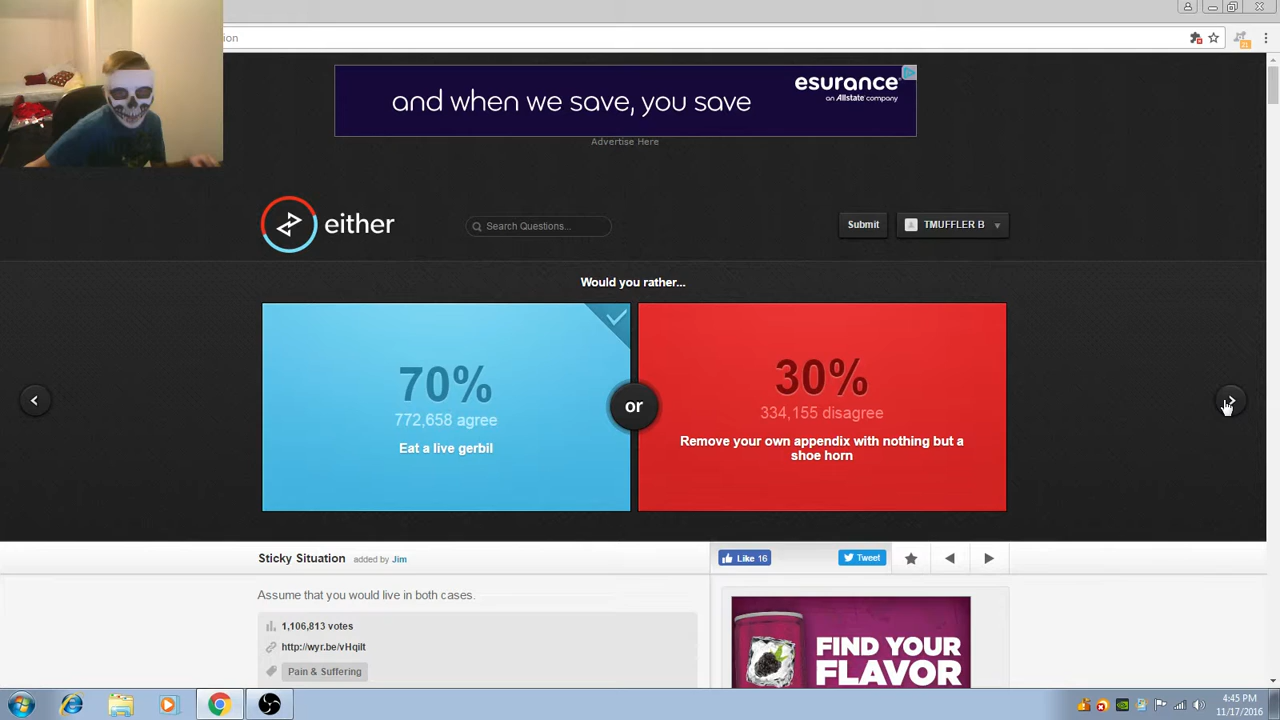 ion
and when we save, you save
esurance
an Allstate company
Advertise Here
either
Search Questions...
Submit
TMUFFLER B
Would you rather...
70%
772,658 agree
Eat a live gerbil
or
30%
334,155 disagree
Remove your own appendix with nothing but a
shoe horn
Sticky Situation added by Jim
Like 16
Tweet
Assume that you would live in both cases.
1,106,813 votes
http://wyr.be/vHqiIt
Pain & Suffering
FIND YOUR
FLAVOR
4:45 PM
11/17/2016